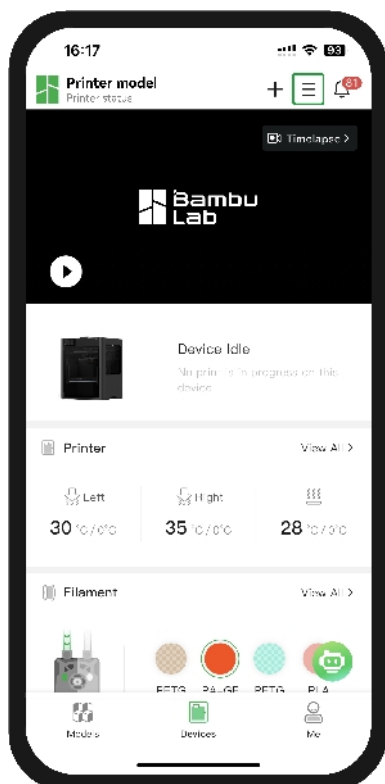 16:17
93
Printer model
Printer status
81
Timelapse >
Bambu
Lab
Device Idle
No print is in progress on this
device
Printer
View All >
Left
Right
30 °C/0°C
35 °C/0°C
28 °C/0°C
Filament
View All >
PETG
PA-GF
PETG
PLA
Models
Devices
Me